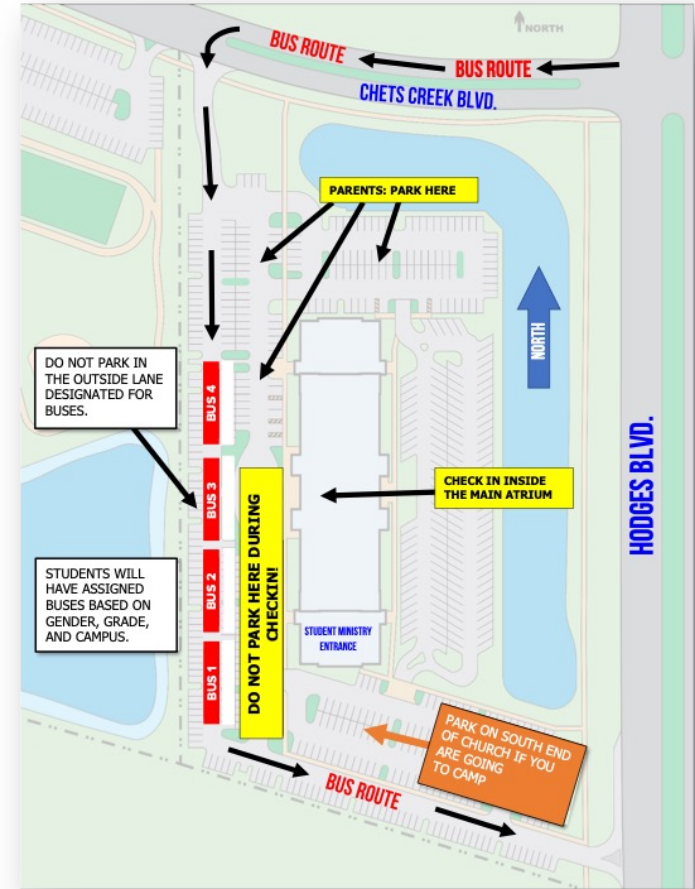 NORTH
BUS ROUTE
BUS ROUTE
CHETS CREEK BLVD.
PARENTS: PARK HERE
NORTH
HODGES BLVD.
DO NOT PARK IN
THE OUTSIDE LANE
DESIGNATED FOR
BUSES.
BUS 4
BUS 3
BUS 2
BUS 1
DO NOT PARK HERE DURING
CHECKIN!
CHECK IN INSIDE
THE MAIN ATRIUM
STUDENTS WILL
HAVE ASSIGNED
BUSES BASED ON
GENDER, GRADE,
AND CAMPUS.
STUDENT MINISTRY
ENTRANCE
PARK ON SOUTH END
OF CHURCH IF YOU
ARE GOING
TO CAMP
BUS ROUTE